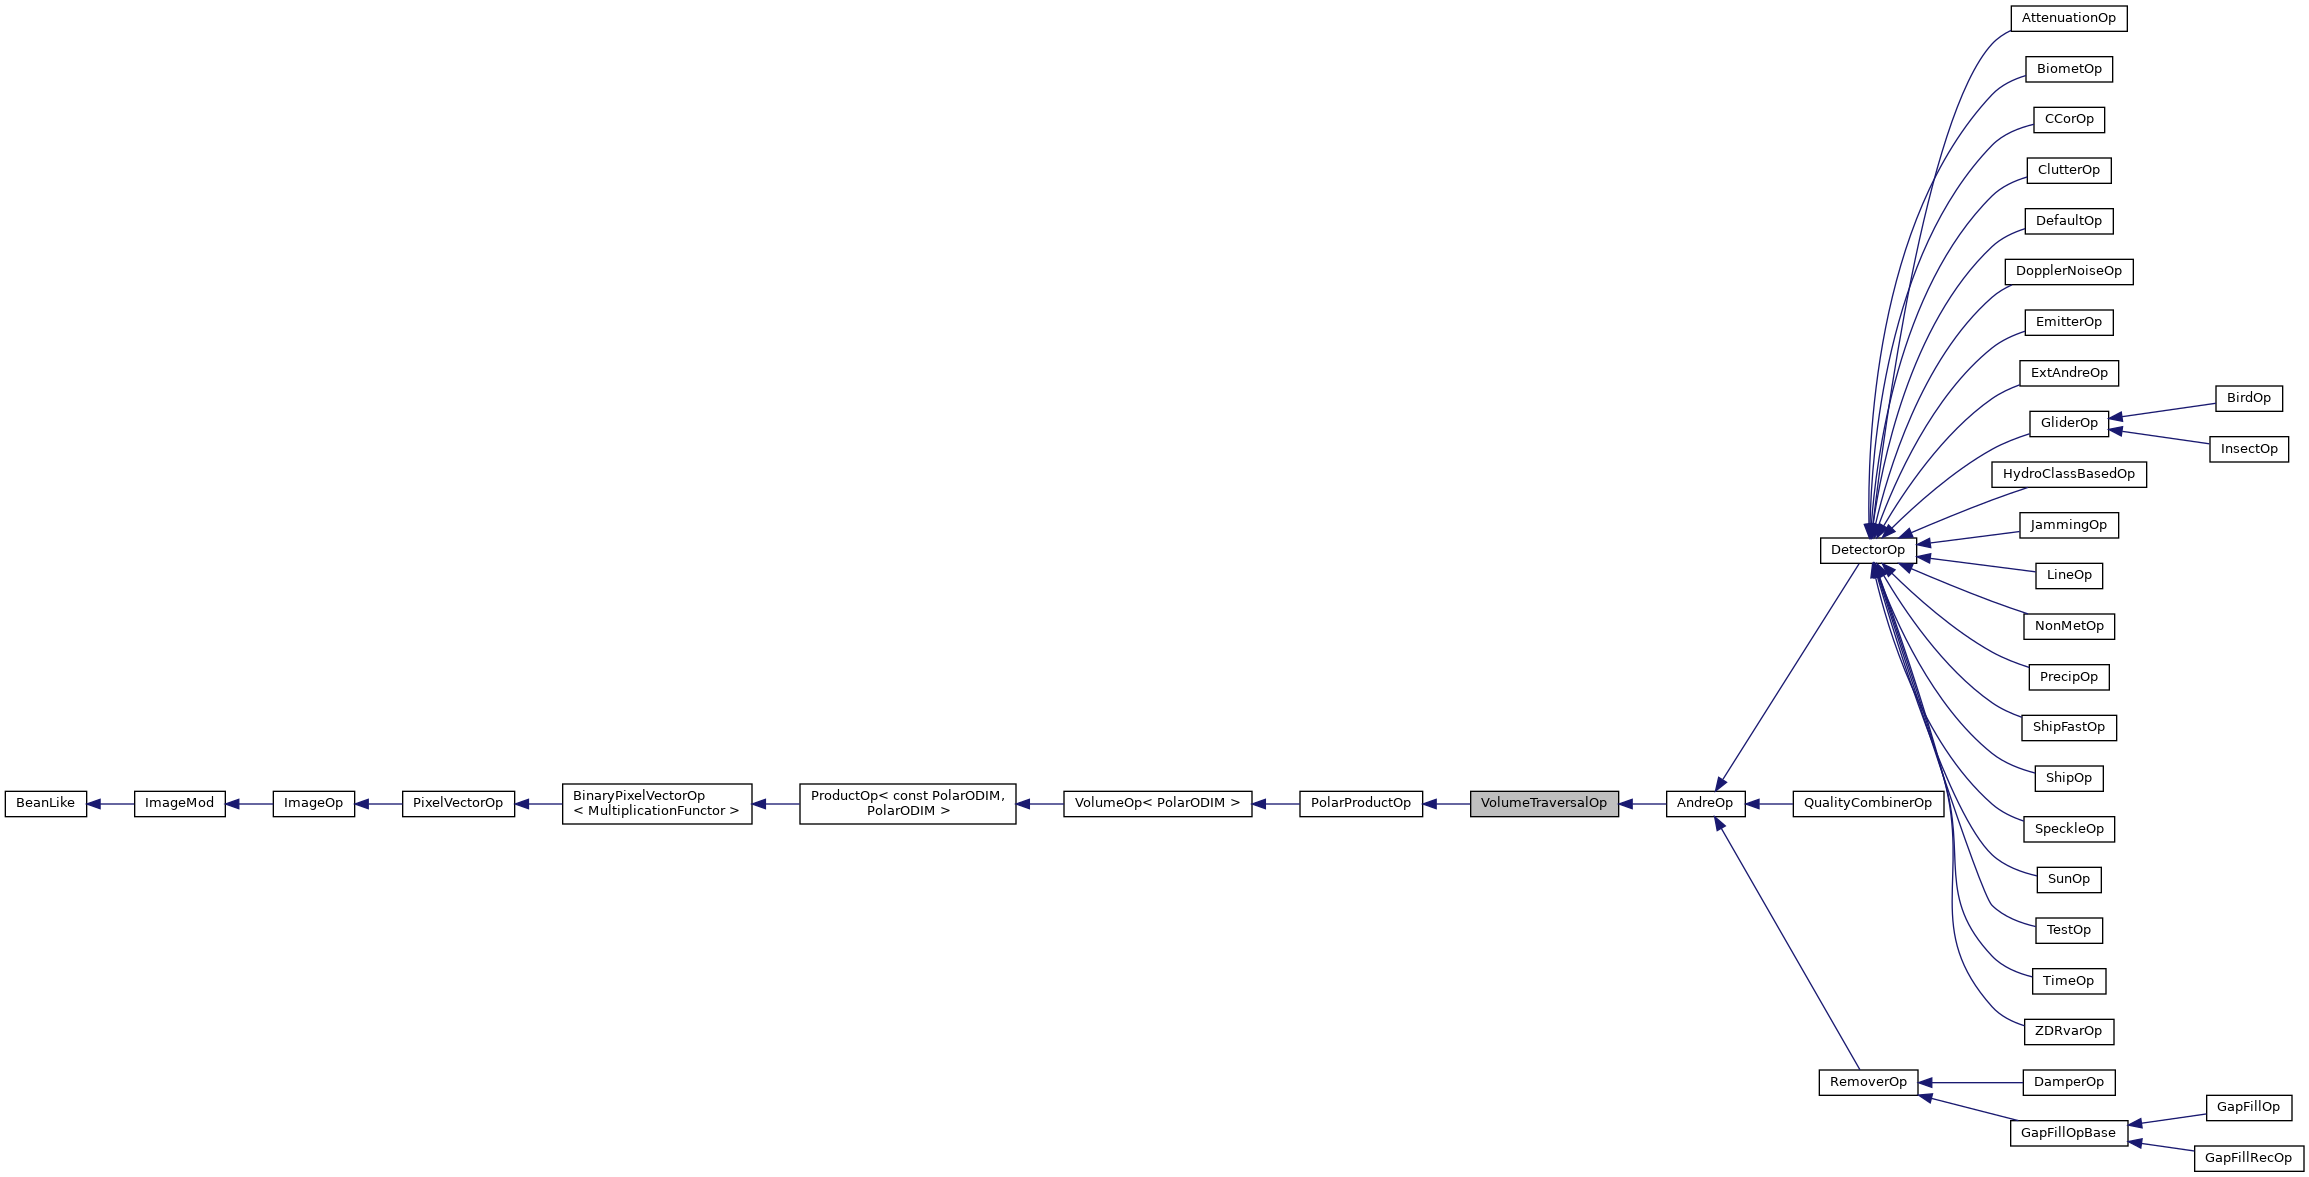 AttenuationOp
BiometOp
CCorOp
ClutterOp
DefaultOp
DopplerNoiseOp
EmitterOp
ExtAndreOp
BirdOp
GliderOp
InsectOp
HydroClassBasedOp
JammingOp
DetectorOp
LineOp
NonMetOp
PrecipOp
ShipFastOp
ShipOp
BeanLike
ImageMod
ImageOp
PixelVectorOp
BinaryPixelVectorOp
< MultiplicationFunctor >
ProductOp< const PolarODIM,
PolarODIM >
VolumeOp< PolarODIM >
PolarProductOp
VolumeTraversalOp
AndreOp
QualityCombinerOp
SpeckleOp
SunOp
TestOp
TimeOp
ZDRvarOp
RemoverOp
DamperOp
GapFillOp
GapFillOpBase
GapFillRecOp